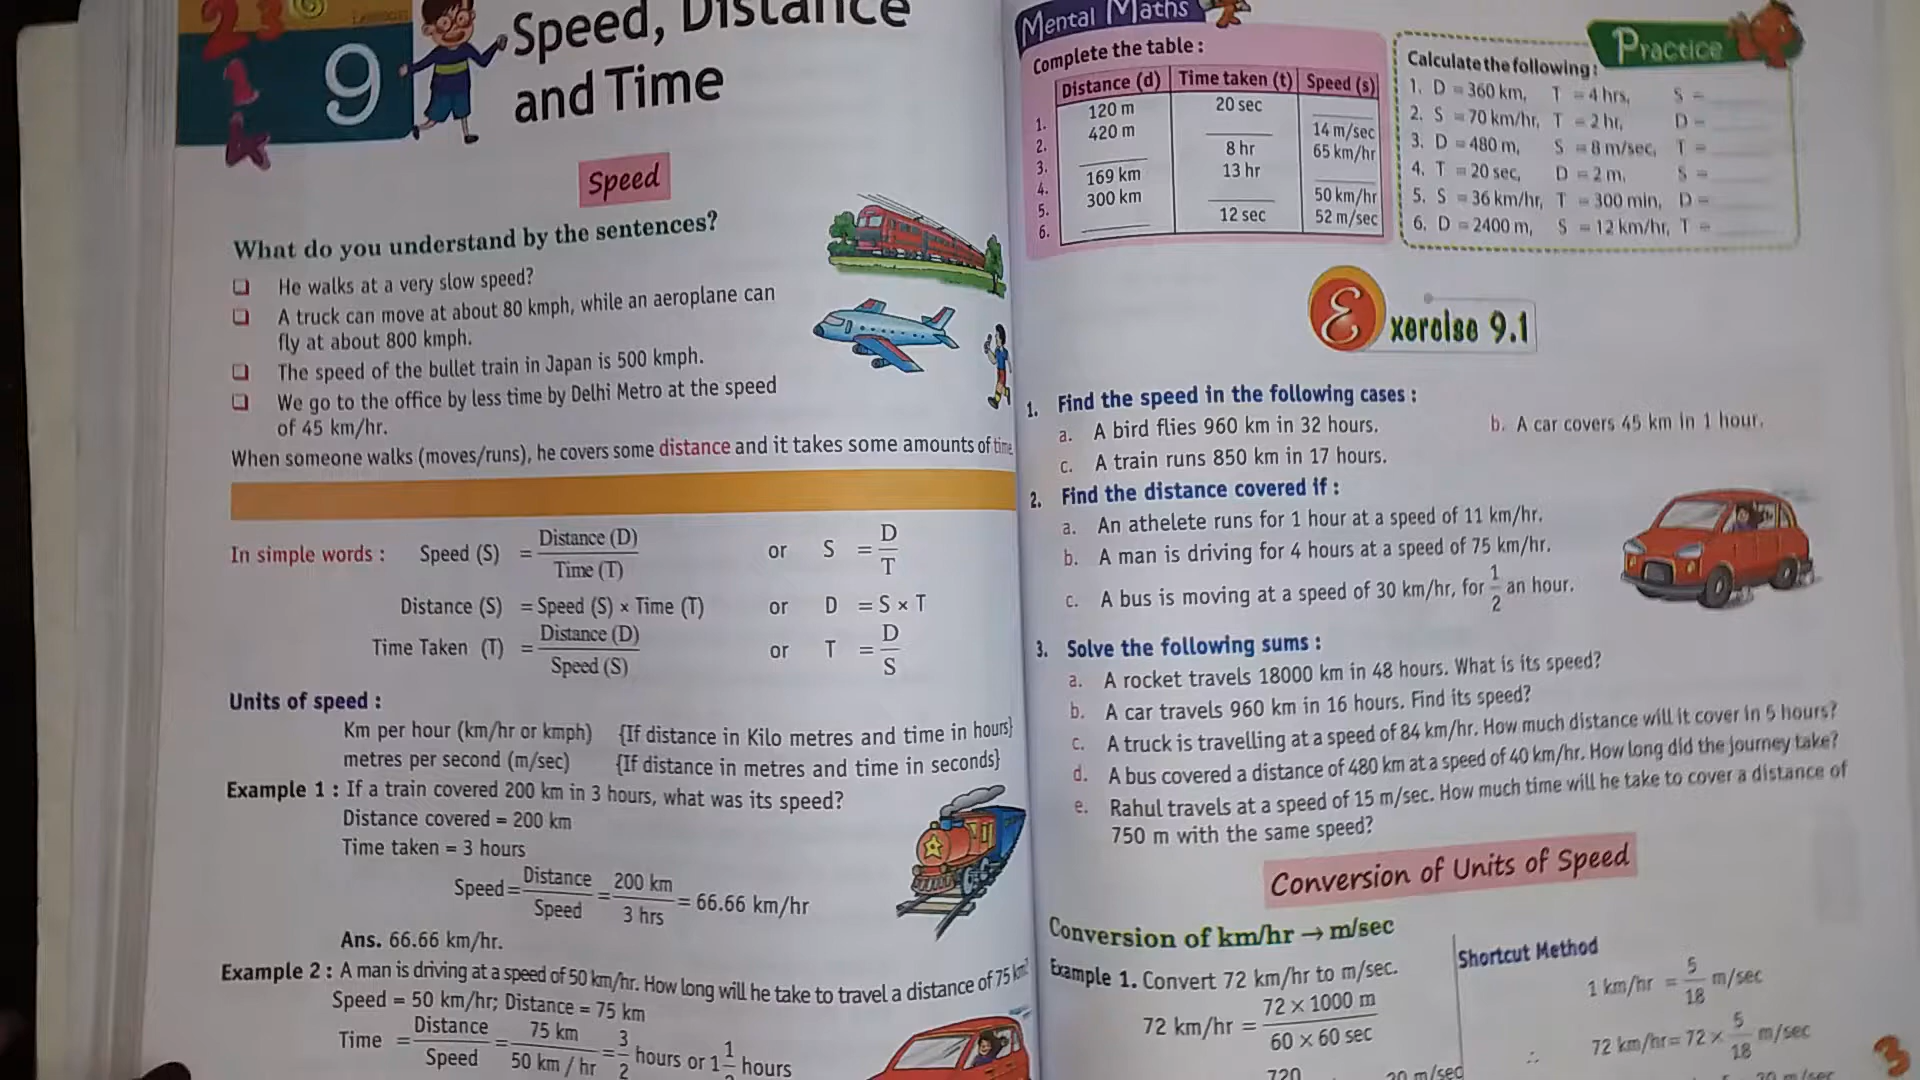 Lesson
9
Speed, Distance
and Time
Speed
What do you understand by the sentences?
He walks at a very slow speed?
A truck can move at about 80 kmph, while an aeroplane can
fly at about 800 kmph.
The speed of the bullet train in Japan is 500 kmph.
We go to the office by less time by Delhi Metro at the speed
of 45 km/hr.
When someone walks (moves/runs), he covers some distance and it takes some amounts of time
In simple words : Speed (S) = Distance (D) / Time (T) or S = D / T
Distance (S) = Speed (S) × Time (T) or D = S × T
Time Taken (T) = Distance (D) / Speed (S) or T = D / S
Units of speed :
Km per hour (km/hr or kmph) {If distance in Kilo metres and time in hours}
metres per second (m/sec) {If distance in metres and time in seconds}
Example 1 : If a train covered 200 km in 3 hours, what was its speed?
Distance covered = 200 km
Time taken = 3 hours
Speed = Distance / Speed = 200 km / 3 hrs = 66.66 km/hr
Ans. 66.66 km/hr.
Example 2 : A man is driving at a speed of 50 km/hr. How long will he take to travel a distance of 75 km?
Speed = 50 km/hr; Distance = 75 km
Time = Distance / Speed = 75 km / 50 km / hr = 3 / 2 hours or 1 1/2 hours
Mental Maths
Complete the table :
Distance (d) Time taken (t) Speed (s)
1. 120 m 20 sec ____
2. 420 m ____ 14 m/sec
3. ____ 8 hr 65 km/hr
4. 169 km 13 hr ____
5. 300 km ____ 50 km/hr
6. ____ 12 sec 52 m/sec
Practice
Calculate the following :
1. D = 360 km, T = 4 hrs, S = ____
2. S = 70 km/hr, T = 2 hr, D = ____
3. D = 480 m, S = 8 m/sec, T = ____
4. T = 20 sec, D = 2 m, S = ____
5. S = 36 km/hr, T = 300 min, D = ____
6. D = 2400 m, S = 12 km/hr, T = ____
Exercise 9.1
1. Find the speed in the following cases :
a. A bird flies 960 km in 32 hours. b. A car covers 45 km in 1 hour.
c. A train runs 850 km in 17 hours.
2. Find the distance covered if :
a. An athelete runs for 1 hour at a speed of 11 km/hr.
b. A man is driving for 4 hours at a speed of 75 km/hr.
c. A bus is moving at a speed of 30 km/hr, for 1/2 an hour.
3. Solve the following sums :
a. A rocket travels 18000 km in 48 hours. What is its speed?
b. A car travels 960 km in 16 hours. Find its speed?
c. A truck is travelling at a speed of 84 km/hr. How much distance will it cover in 5 hours?
d. A bus covered a distance of 480 km at a speed of 40 km/hr. How long did the journey take?
e. Rahul travels at a speed of 15 m/sec. How much time will he take to cover a distance of
750 m with the same speed?
Conversion of Units of Speed
Conversion of km/hr → m/sec
Example 1. Convert 72 km/hr to m/sec.
72 km/hr = 72 × 1000 m / 60 × 60 sec
720
Shortcut Method
1 km/hr = 5 / 18 m/sec
∴ 72 km/hr = 72 × 5 / 18 m/sec